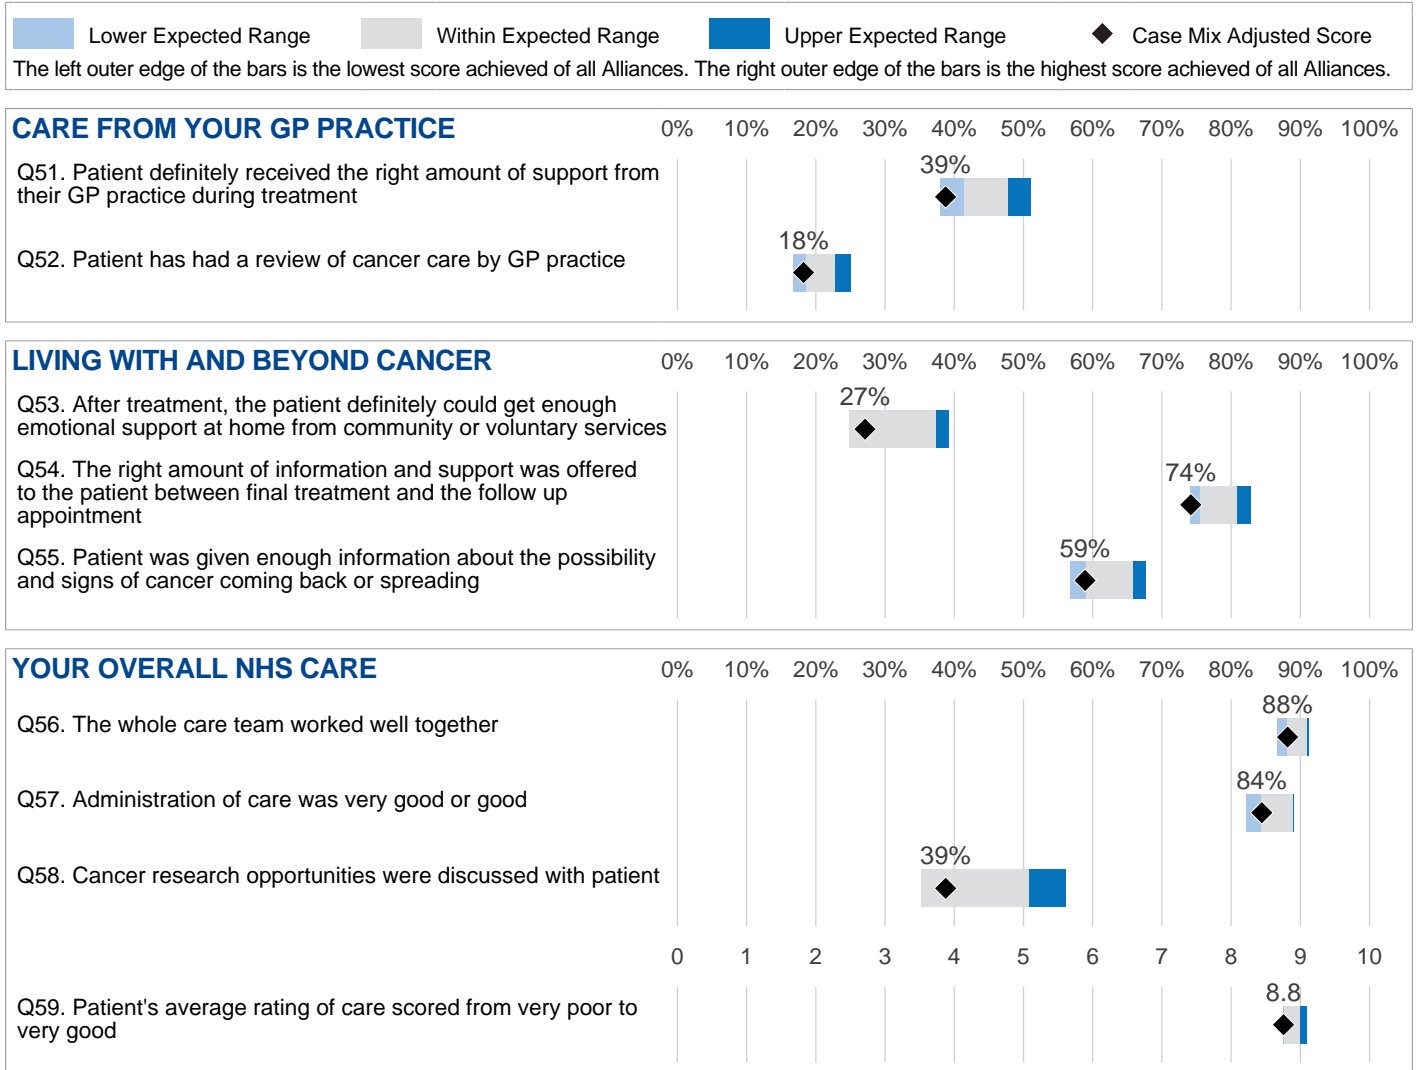 Lower Expected Range Within Expected Range Upper Expected Range Case Mix Adjusted Score
The left outer edge of the bars is the lowest score achieved of all Alliances. The right outer edge of the bars is the highest score achieved of all Alliances.
CARE FROM YOUR GP PRACTICE 0% 10% 20% 30% 40% 50% 60% 70% 80% 90% 100%
Q51. Patient definitely received the right amount of support from
their GP practice during treatment
39%
Q52. Patient has had a review of cancer care by GP practice
18%
LIVING WITH AND BEYOND CANCER 0% 10% 20% 30% 40% 50% 60% 70% 80% 90% 100%
Q53. After treatment, the patient definitely could get enough
emotional support at home from community or voluntary services
27%
Q54. The right amount of information and support was offered
to the patient between final treatment and the follow up
appointment
74%
Q55. Patient was given enough information about the possibility
and signs of cancer coming back or spreading
59%
YOUR OVERALL NHS CARE 0% 10% 20% 30% 40% 50% 60% 70% 80% 90% 100%
Q56. The whole care team worked well together
88%
Q57. Administration of care was very good or good
84%
Q58. Cancer research opportunities were discussed with patient
39%
0 1 2 3 4 5 6 7 8 9 10
Q59. Patient's average rating of care scored from very poor to
very good
8.8